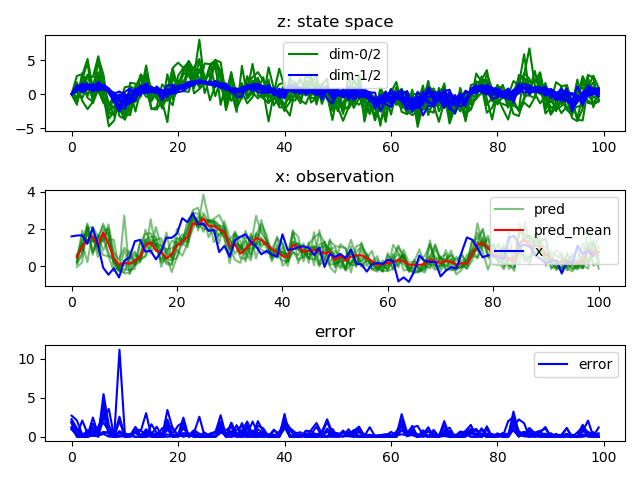 z: state space
5
0
−5
dim-0/2
dim-1/2
0 20 40 60 80 100
x: observation
4
2
0
pred
pred_mean
x
0 20 40 60 80 100
error
10
5
0
error
0 20 40 60 80 100